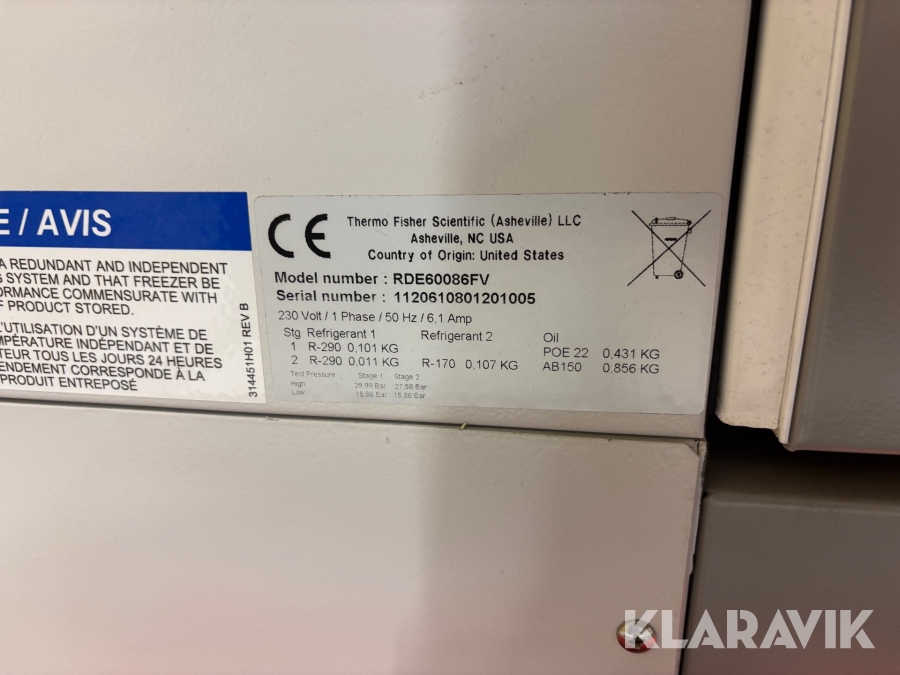 E / AVIS
A REDUNDANT AND INDEPENDENT
SYSTEM AND THAT FREEZER BE
ORMANCE COMMENSURATE WITH
F PRODUCT STORED.
L'UTILISATION D'UN SYSTÈME DE
EMPÉRATURE INDÉPENDANT ET DE
TEUR TOUS LES JOURS 24 HEURES
ENDEMENT CORRESPONDE À LA
PRODUIT ENTREPOSÉ
314451H01 REV B
CE
Thermo Fisher Scientific (Asheville) LLC
Asheville, NC USA
Country of Origin: United States
Model number : RDE60086FV
Serial number : 1120610801201005
230 Volt / 1 Phase / 50 Hz / 6,1 Amp
Stg Refrigerant 1 Refrigerant 2 Oil
1 R-290 0,101 KG POE 22 0,431 KG
2 R-290 0,011 KG R-170 0,107 KG AB150 0,856 KG
Test Pressure: Stage 1 Stage 2
High 29,99 Bar 27,58 Bar
Low 15,86 Bar 15,86 Bar
KLARAVIK